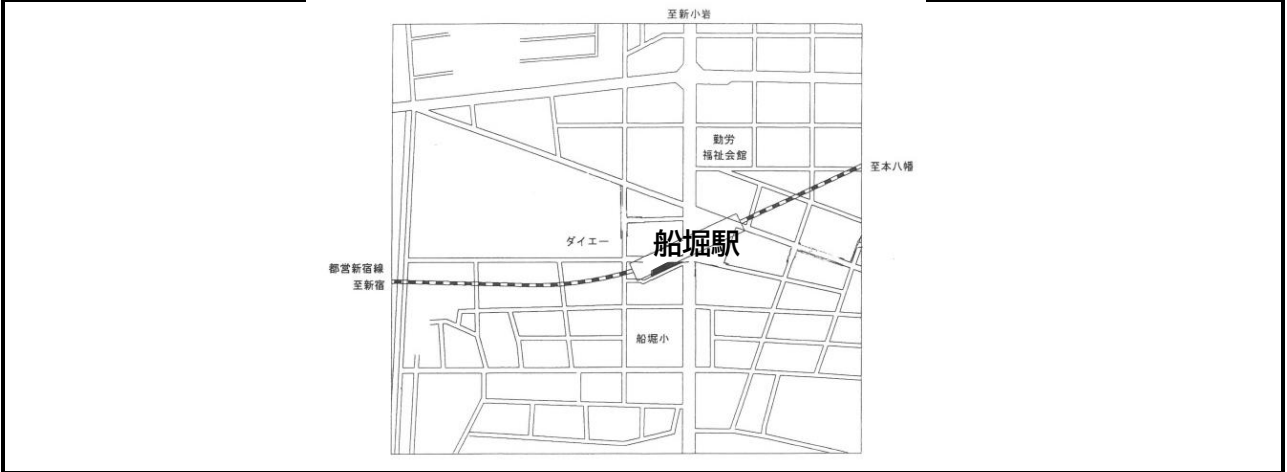 至新小岩
勤労
福祉会館
至本八幡
船堀駅
ダイエー
都営新宿線
至新宿
船堀小